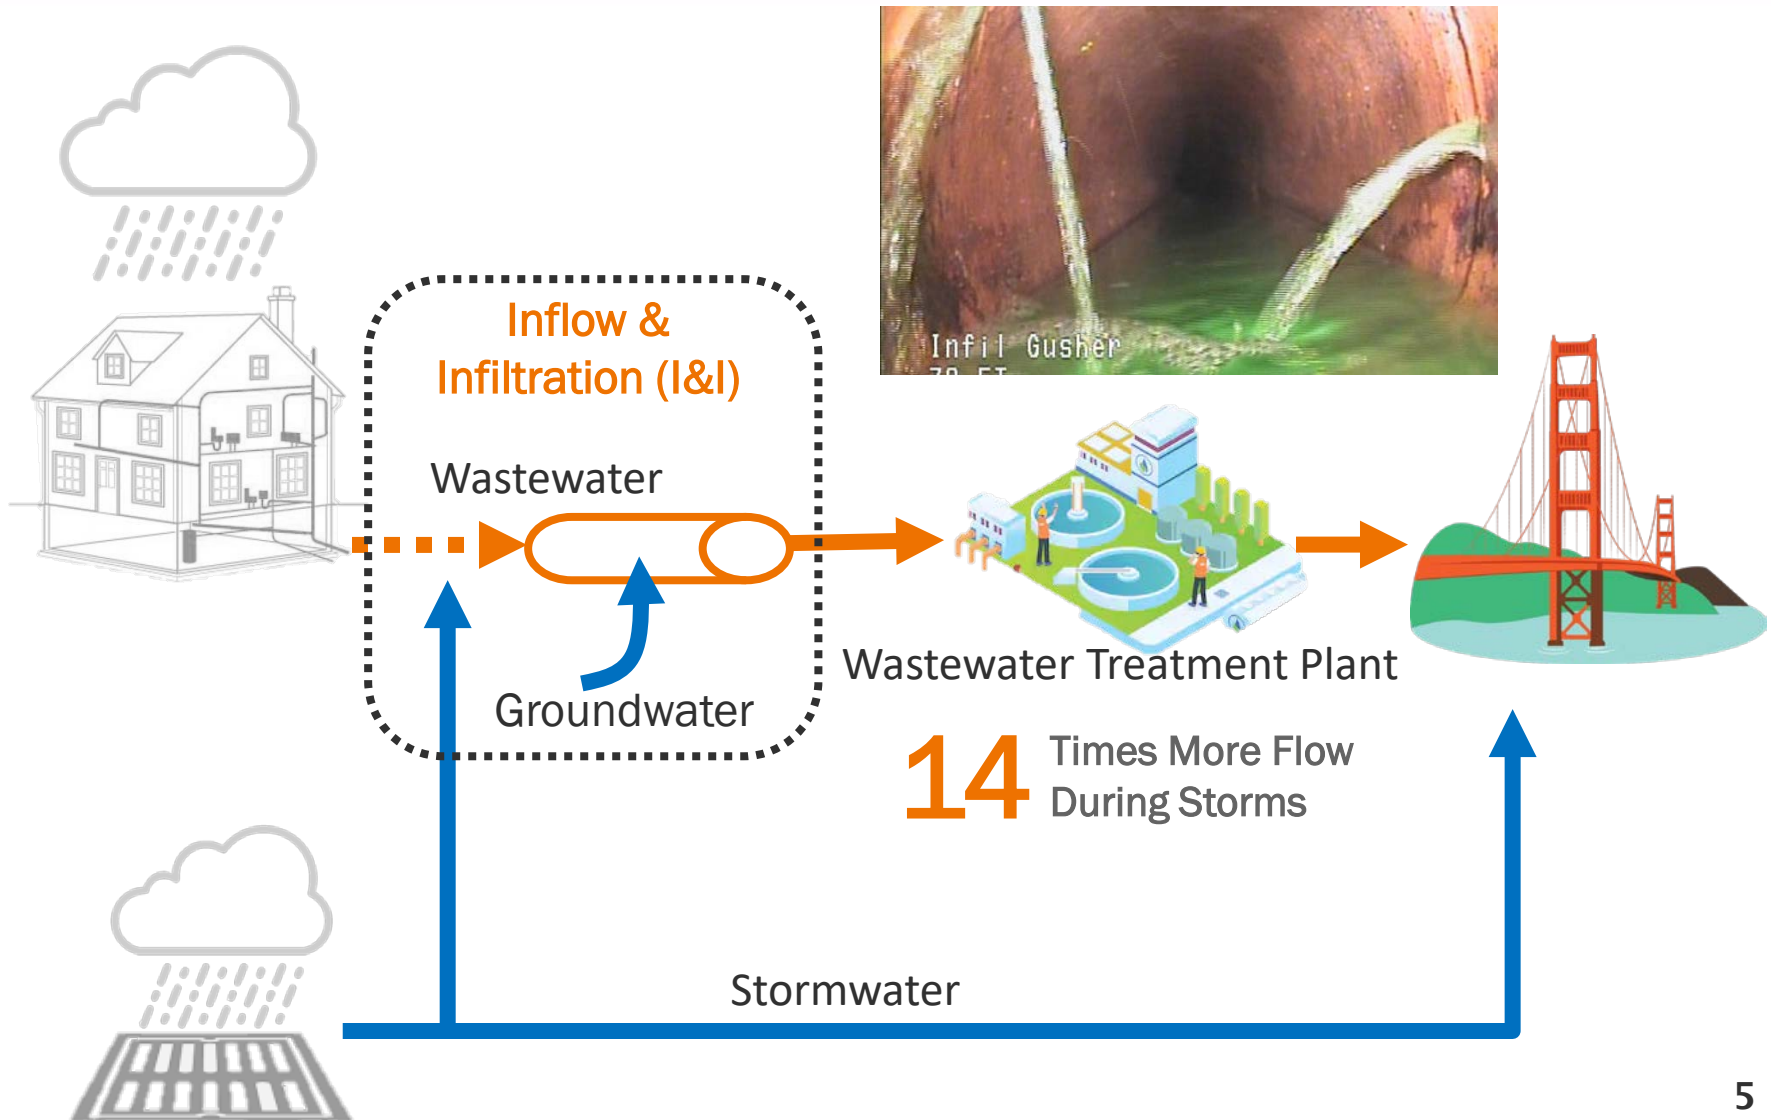 Infil Gusher
Inflow &
Infiltration (I&I)
Wastewater
Groundwater
Wastewater Treatment Plant
14
Times More Flow
During Storms
Stormwater
5